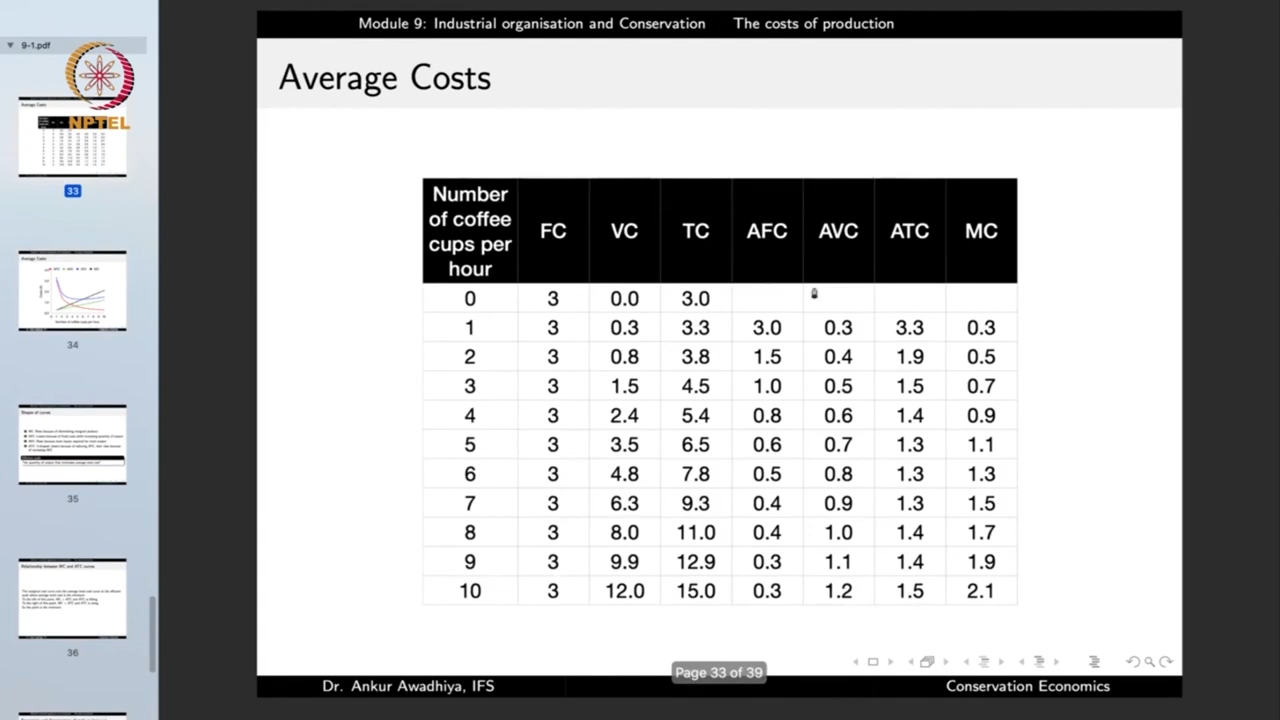 Module 9: Industrial organisation and Conservation The costs of production
9-1.pdf
NPTEL
Average Costs
Number of coffee cups per hour FC VC TC AFC AVC ATC MC
0 3 0.0 3.0
1 3 0.3 3.3 3.0 0.3 3.3 0.3
2 3 0.8 3.8 1.5 0.4 1.9 0.5
3 3 1.5 4.5 1.0 0.5 1.5 0.7
4 3 2.4 5.4 0.8 0.6 1.4 0.9
5 3 3.5 6.5 0.6 0.7 1.3 1.1
6 3 4.8 7.8 0.5 0.8 1.3 1.3
7 3 6.3 9.3 0.4 0.9 1.3 1.5
8 3 8.0 11.0 0.4 1.0 1.4 1.7
9 3 9.9 12.9 0.3 1.1 1.4 1.9
10 3 12.0 15.0 0.3 1.2 1.5 2.1
Page 33 of 39
Dr. Ankur Awadhiya, IFS Conservation Economics
33
34
35
36